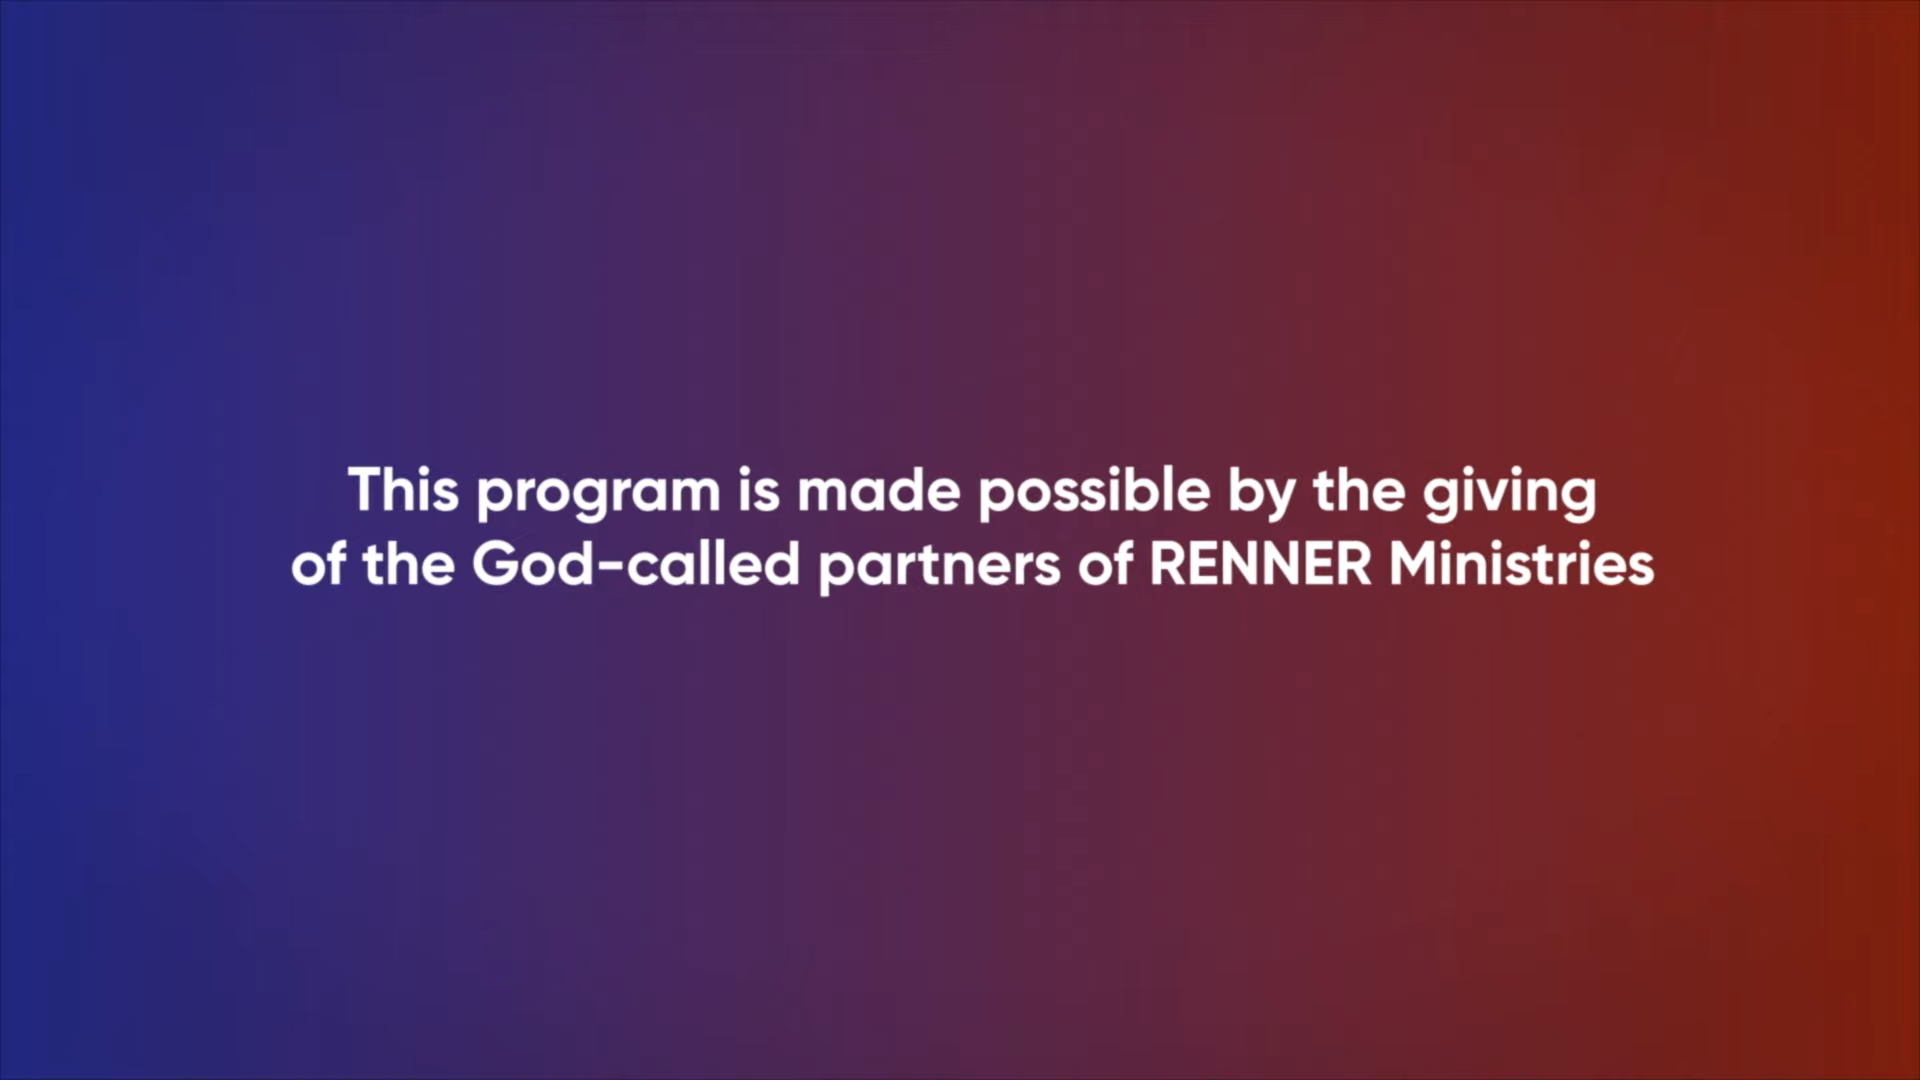 This program is made possible by the giving
of the God-called partners of RENNER Ministries